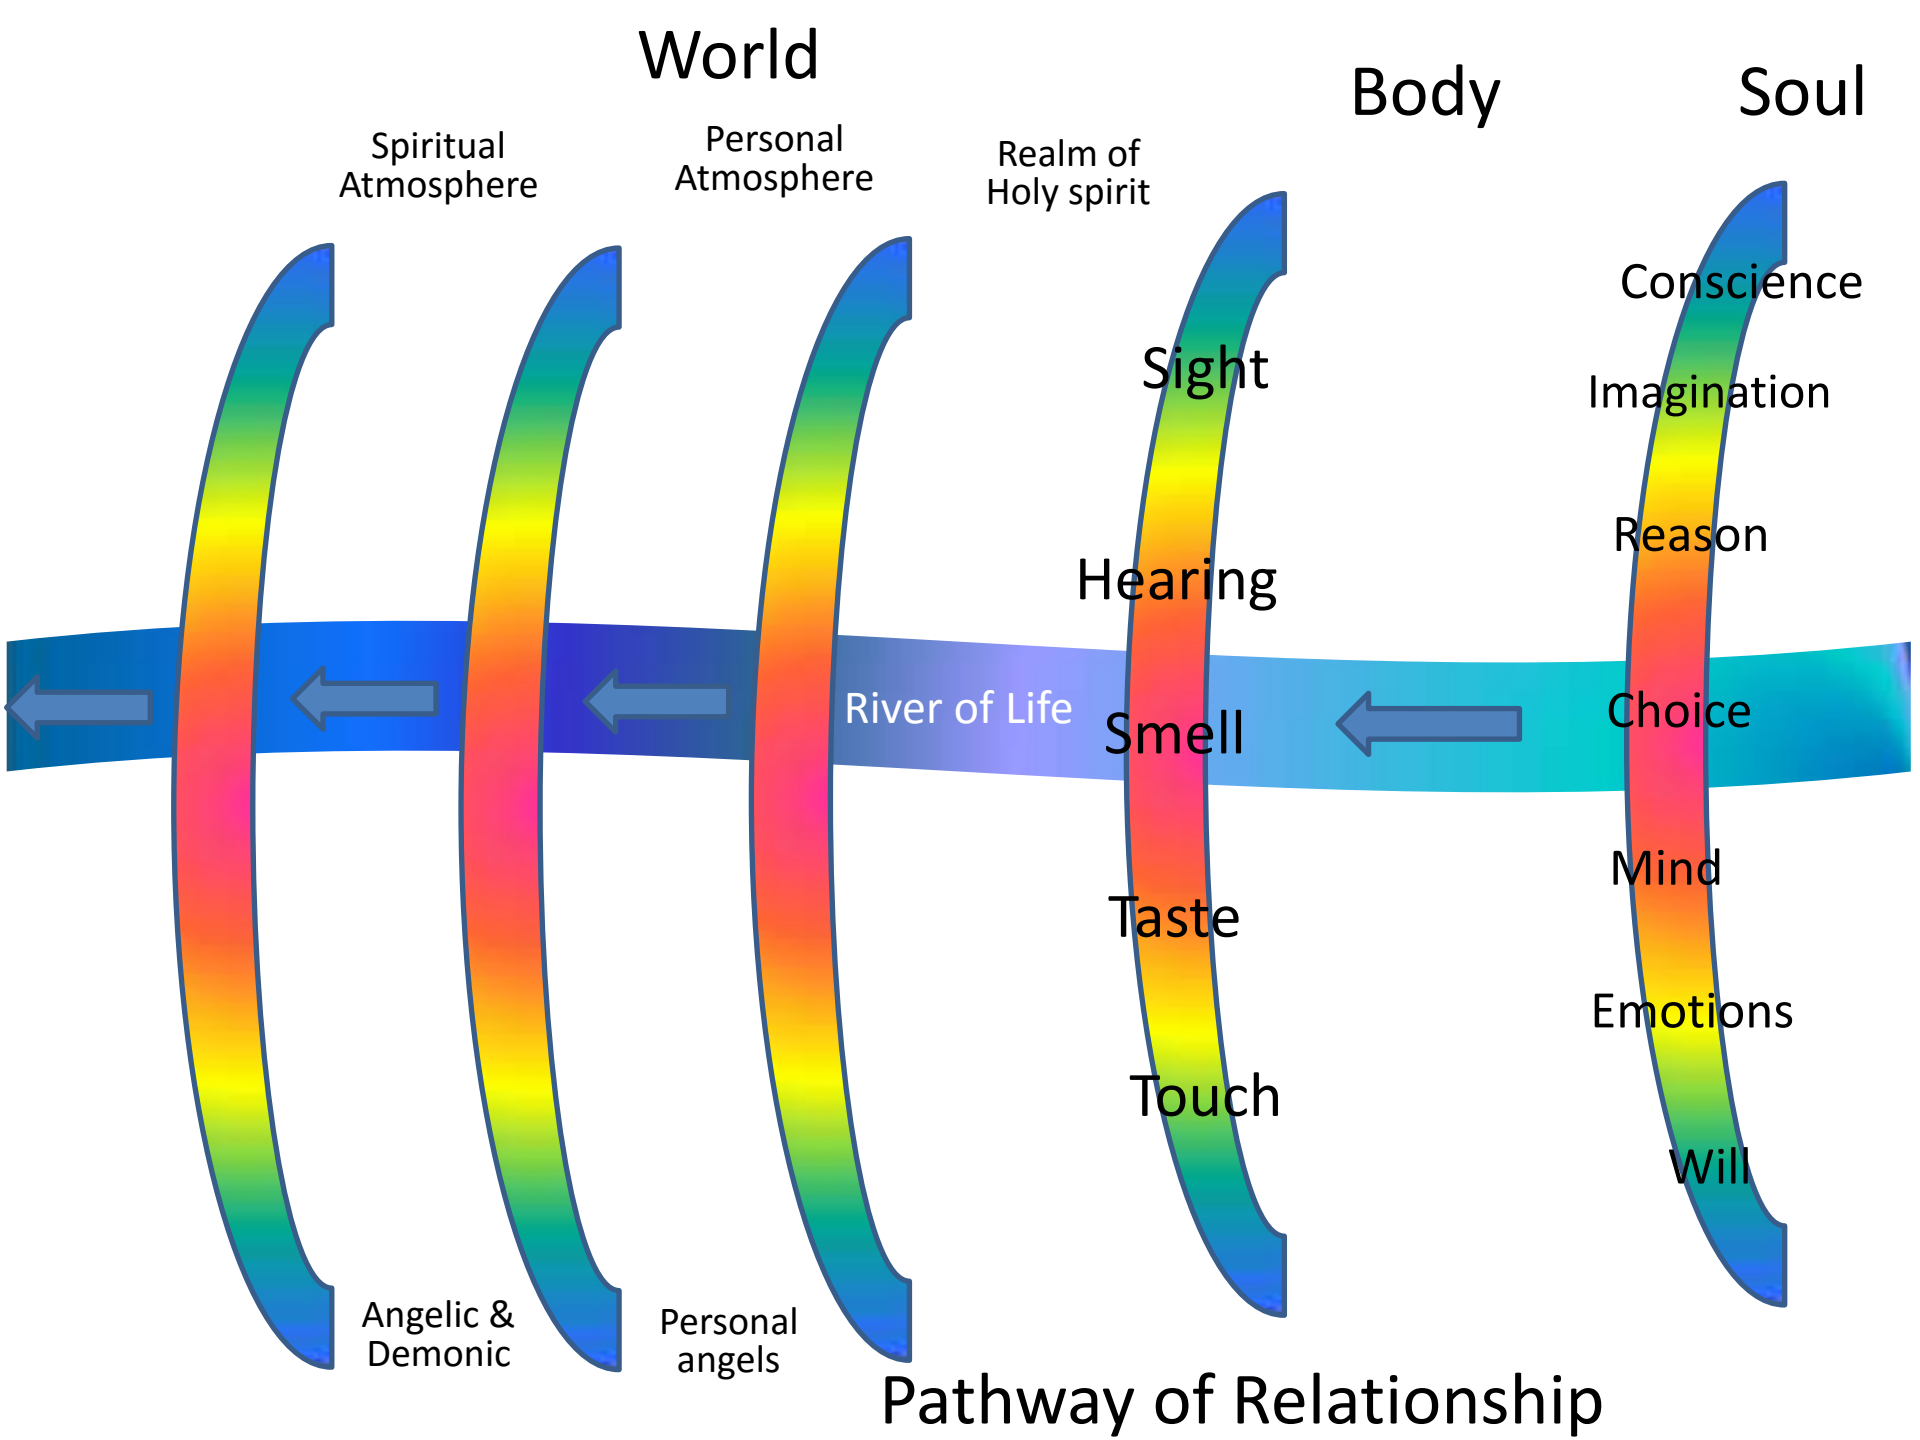 World
Body
Soul
Spiritual
Atmosphere
Personal
Atmosphere
Realm of
Holy spirit
Conscience
Imagination
Reason
Choice
Mind
Emotions
Will
Sight
Hearing
Smell
Taste
Touch
River of Life
Angelic &
Demonic
Personal
angels
Pathway of Relationship